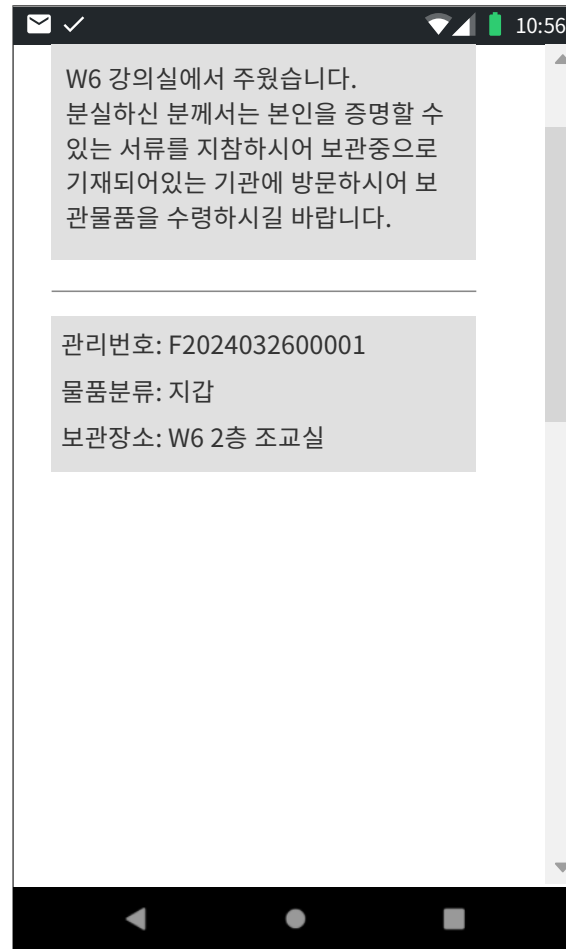 10:56
W6 강의실에서 주웠습니다.
분실하신 분께서는 본인을 증명할 수
있는 서류를 지참하시어 보관중으로
기재되어있는 기관에 방문하시어 보
관물품을 수령하시길 바랍니다.
관리번호: F2024032600001
물품분류: 지갑
보관장소: W6 2층 조교실